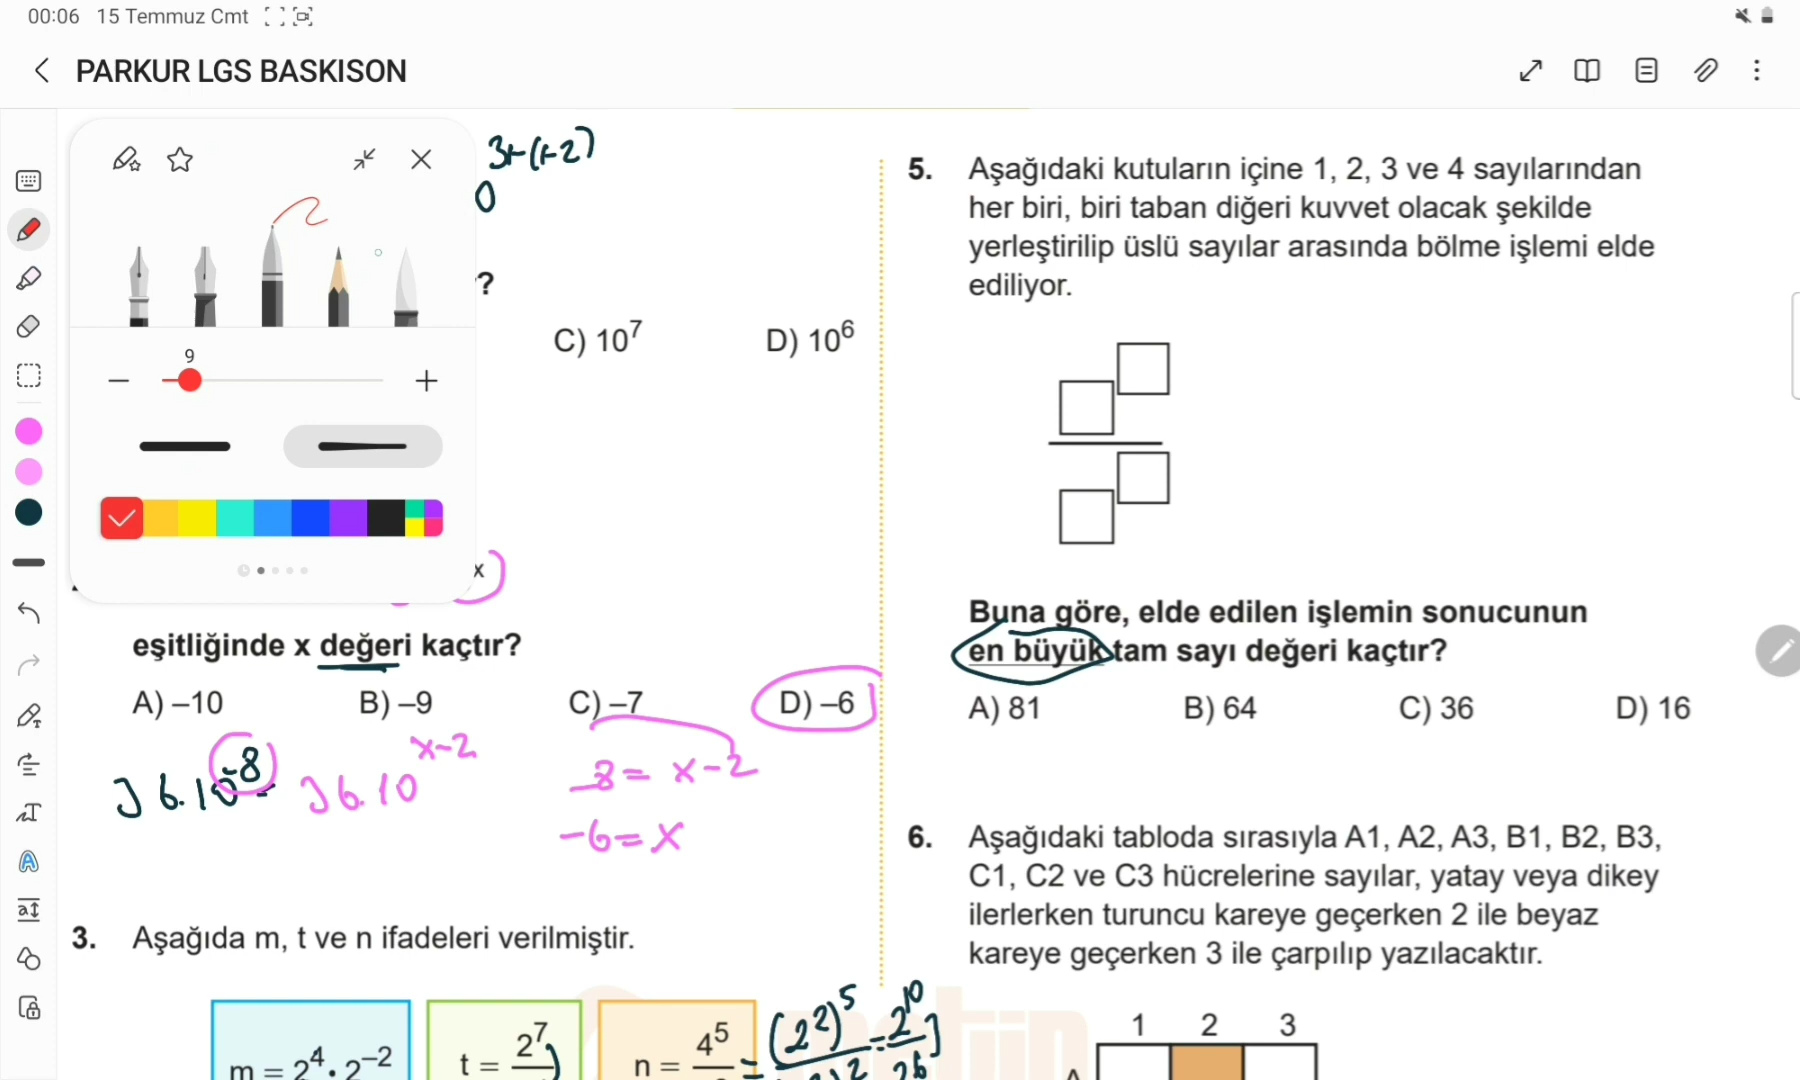 00:06 15 Temmuz Cmt
PARKUR LGS BASKISON
9
?
C) 10⁷ D) 10⁶
x
eşitliğinde x değeri kaçtır?
A) –10 B) –9 C) –7 D) –6
36.10⁻⁸ = 36.10ˣ⁻²
–8 = x–2
–6 = x
3. Aşağıda m, t ve n ifadeleri verilmiştir.
m = 2⁴ · 2⁻²
t = 2⁷
n = 4⁵
= (2²)⁵ = 2¹⁰
2⁶
5. Aşağıdaki kutuların içine 1, 2, 3 ve 4 sayılarından
her biri, biri taban diğeri kuvvet olacak şekilde
yerleştirilip üslü sayılar arasında bölme işlemi elde
ediliyor.
Buna göre, elde edilen işlemin sonucunun
en büyük tam sayı değeri kaçtır?
A) 81 B) 64 C) 36 D) 16
6. Aşağıdaki tabloda sırasıyla A1, A2, A3, B1, B2, B3,
C1, C2 ve C3 hücrelerine sayılar, yatay veya dikey
ilerlerken turuncu kareye geçerken 2 ile beyaz
kareye geçerken 3 ile çarpılıp yazılacaktır.
1 2 3